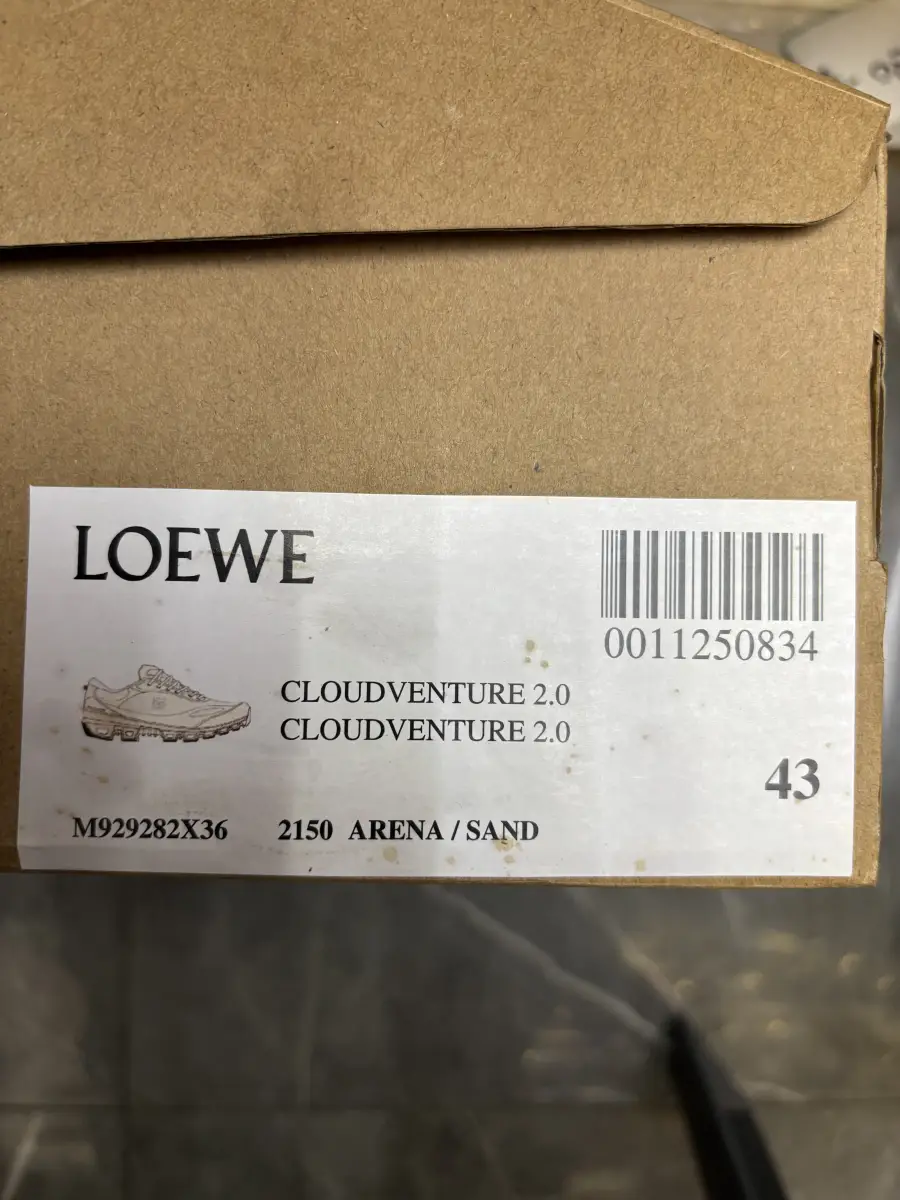 LOEWE
0011250834
CLOUDVENTURE 2.0
CLOUDVENTURE 2.0
43
M929282X36 2150 ARENA / SAND